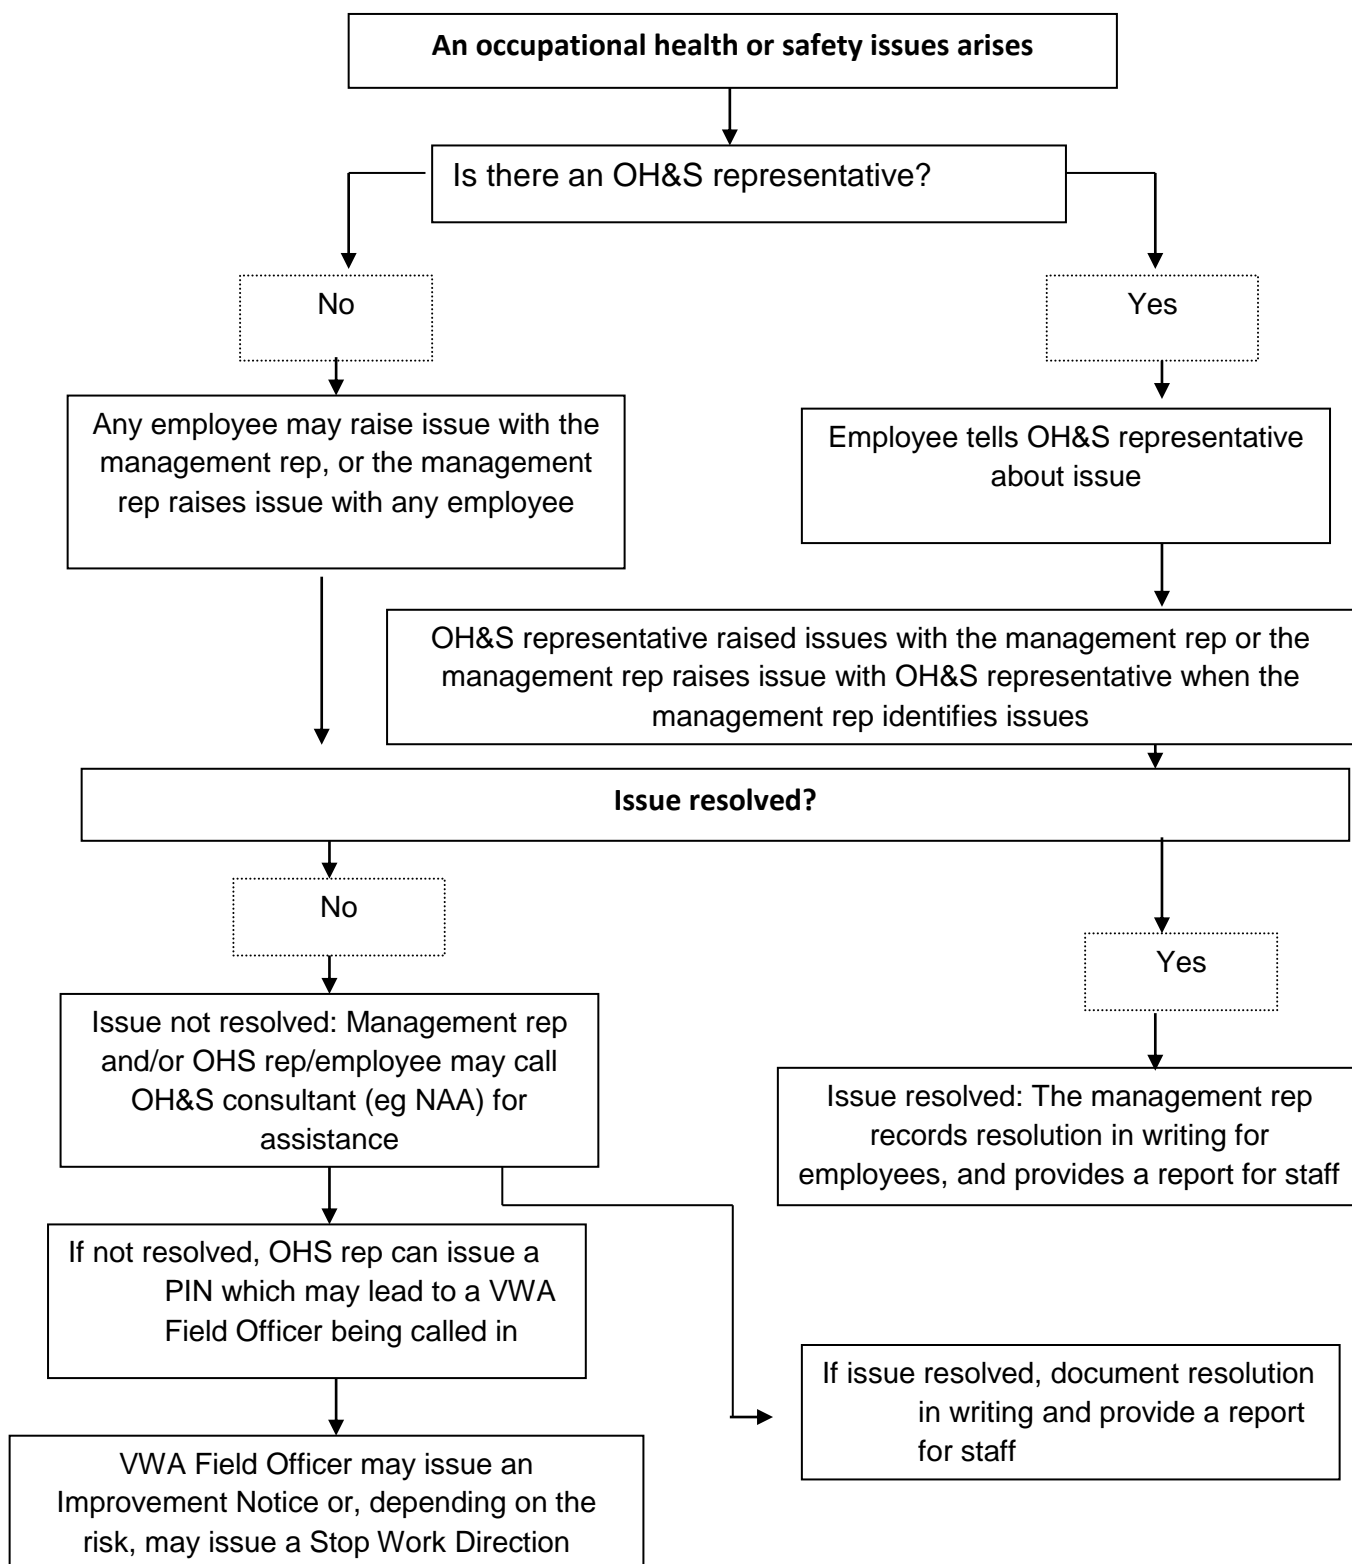 An occupational health or safety issues arises
Is there an OH&S representative?
No
Yes
Any employee may raise issue with the
management rep, or the management
rep raises issue with any employee
Employee tells OH&S representative
about issue
OH&S representative raised issues with the management rep or the
management rep raises issue with OH&S representative when the
management rep identifies issues
Issue resolved?
No
Yes
Issue not resolved: Management rep
and/or OHS rep/employee may call
OH&S consultant (eg NAA) for
assistance
Issue resolved: The management rep
records resolution in writing for
employees, and provides a report for staff
If not resolved, OHS rep can issue a
PIN which may lead to a VWA
Field Officer being called in
If issue resolved, document resolution
in writing and provide a report
for staff
VWA Field Officer may issue an
Improvement Notice or, depending on the
risk, may issue a Stop Work Direction